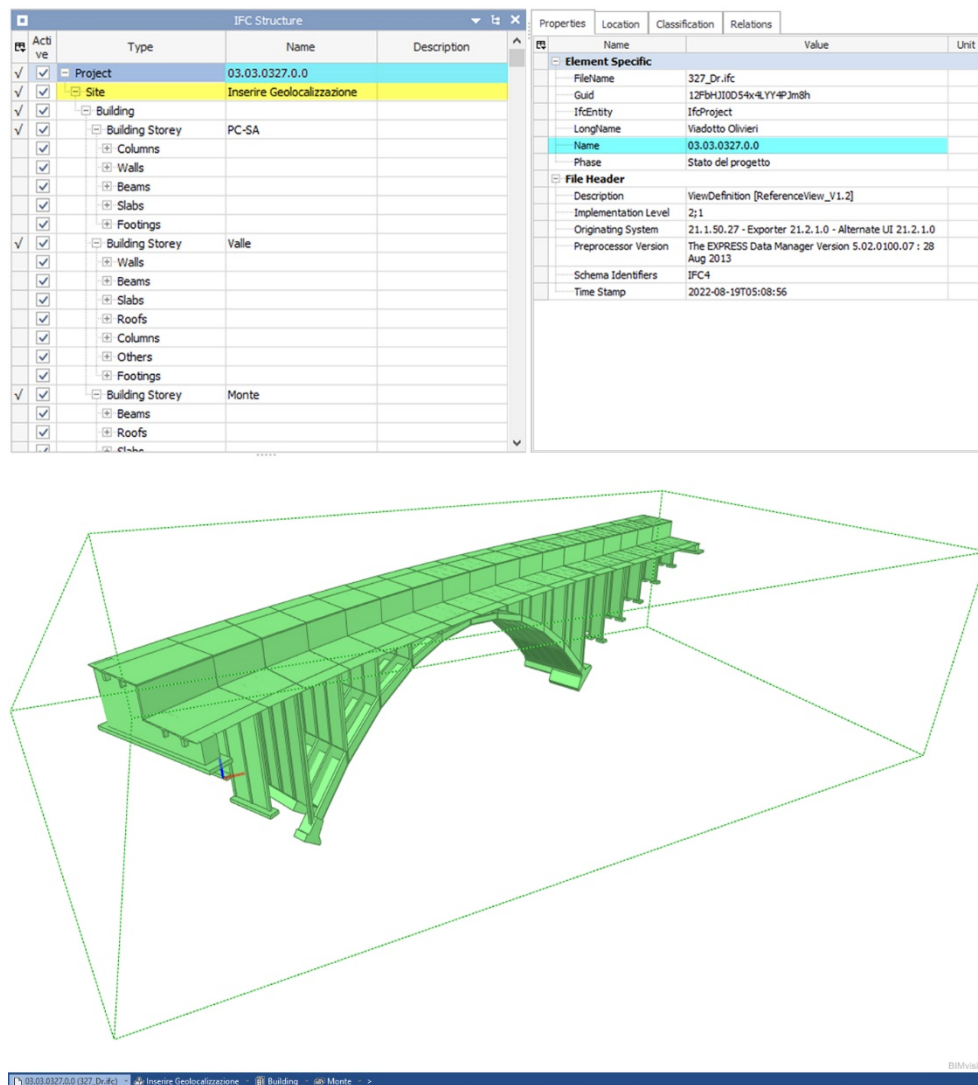 IFC Structure
Acti
ve
Type Name Description
Project 03.03.0327.0.0
Site Inserire Geolocalizzazione
Building
Building Storey PC-SA
Columns
Walls
Beams
Slabs
Footings
Building Storey Valle
Walls
Beams
Slabs
Roofs
Columns
Others
Footings
Building Storey Monte
Beams
Roofs
Slabs
Properties Location Classification Relations
Name Value Unit
Element Specific
FileName 327_Dr.ifc
Guid 12FbHJI0D54x4LYY4PJm8h
IfcEntity IfcProject
LongName Viadotto Olivieri
Name 03.03.0327.0.0
Phase Stato del progetto
File Header
Description ViewDefinition [ReferenceView_V1.2]
Implementation Level 2;1
Originating System 21.1.50.27 - Exporter 21.2.1.0 - Alternate UI 21.2.1.0
Preprocessor Version The EXPRESS Data Manager Version 5.02.0100.07 : 28
Aug 2013
Schema Identifiers IFC4
Time Stamp 2022-08-19T05:08:56
BIMvisi
03.03.0327.0.0 (327_Dr.ifc) - Inserire Geolocalizzazione - Building - Monte - >